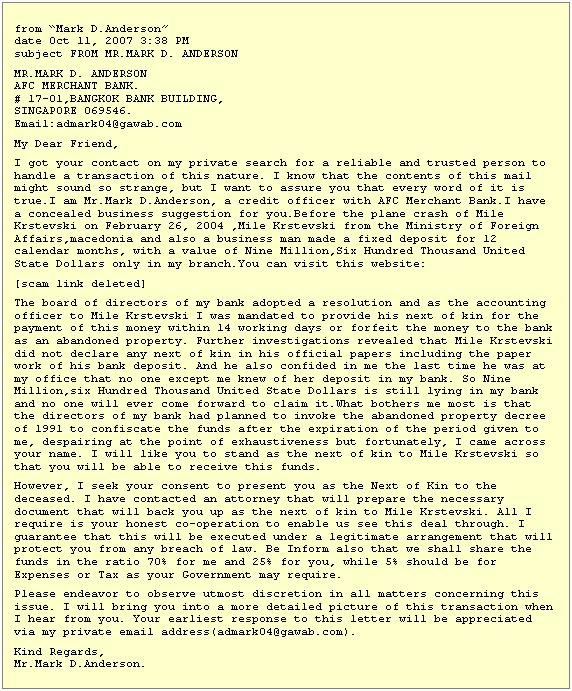 from “Mark D.Anderson”
date Oct 11, 2007 3:38 PM
subject FROM MR.MARK D. ANDERSON
MR.MARK D. ANDERSON
AFC MERCHANT BANK.
# 17-01,BANGKOK BANK BUILDING,
SINGAPORE 069546.
Email:admark04@gawab.com
My Dear Friend,
I got your contact on my private search for a reliable and trusted person to
handle a transaction of this nature. I know that the contents of this mail
might sound so strange, but I want to assure you that every word of it is
true.I am Mr.Mark D.Anderson, a credit officer with AFC Merchant Bank.I have
a concealed business suggestion for you.Before the plane crash of Mile
Krstevski on February 26, 2004 ,Mile Krstevski from the Ministry of Foreign
Affairs,macedonia and also a business man made a fixed deposit for 12
calendar months, with a value of Nine Million,Six Hundred Thousand United
State Dollars only in my branch.You can visit this website:
[scam link deleted]
The board of directors of my bank adopted a resolution and as the accounting
officer to Mile Krstevski I was mandated to provide his next of kin for the
payment of this money within 14 working days or forfeit the money to the bank
as an abandoned property. Further investigations revealed that Mile Krstevski
did not declare any next of kin in his official papers including the paper
work of his bank deposit. And he also confided in me the last time he was at
my office that no one except me knew of her deposit in my bank. So Nine
Million,six Hundred Thousand United State Dollars is still lying in my bank
and no one will ever come forward to claim it.What bothers me most is that
the directors of my bank had planned to invoke the abandoned property decree
of 1991 to confiscate the funds after the expiration of the period given to
me, despairing at the point of exhaustiveness but fortunately, I came across
your name. I will like you to stand as the next of kin to Mile Krstevski so
that you will be able to receive this funds.
However, I seek your consent to present you as the Next of Kin to the
deceased. I have contacted an attorney that will prepare the necessary
document that will back you up as the next of kin to Mile Krstevski. All I
require is your honest co-operation to enable us see this deal through. I
guarantee that this will be executed under a legitimate arrangement that will
protect you from any breach of law. Be Inform also that we shall share the
funds in the ratio 70% for me and 25% for you, while 5% should be for
Expenses or Tax as your Government may require.
Please endeavor to observe utmost discretion in all matters concerning this
issue. I will bring you into a more detailed picture of this transaction when
I hear from you. Your earliest response to this letter will be appreciated
via my private email address(admark04@gawab.com).
Kind Regards,
Mr.Mark D.Anderson.